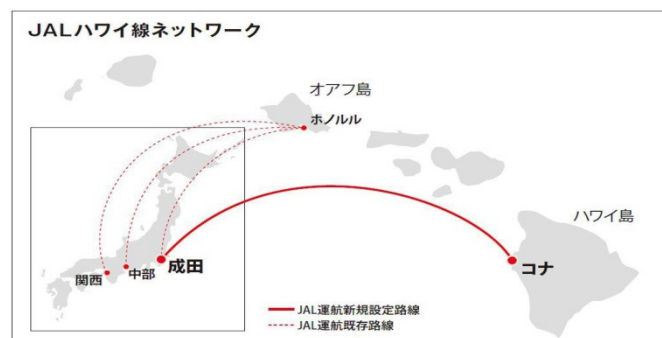 JALハワイ線ネットワーク
オアフ島
ホノルル
ハワイ島
関西
中部
成田
コナ
JAL運航新規設定路線
JAL運航既存路線